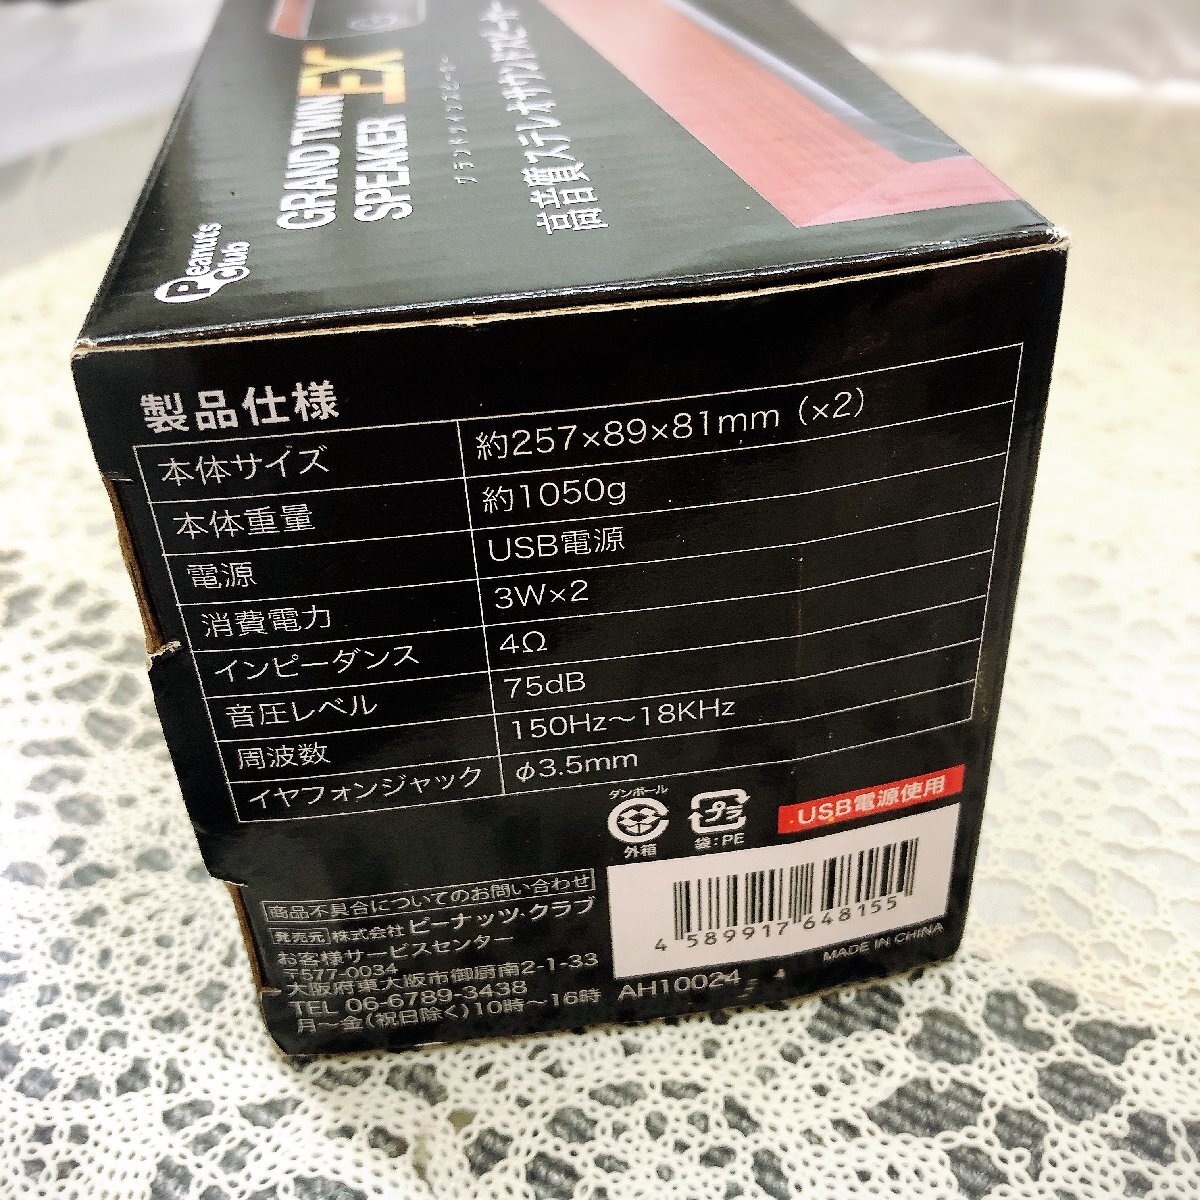 Peanuts Club
GRAND TWIN EX
SPEAKER
グランドツインスピーカー
高音質ステレオサウンドスピーカー
製品仕様
本体サイズ 約257×89×81mm（×2）
本体重量 約1050g
電源 USB電源
消費電力 3W×2
インピーダンス 4Ω
音圧レベル 75dB
周波数 150Hz～18KHz
イヤフォンジャック φ3.5mm
ダンボール
外箱
プラ
袋：PE
USB電源使用
商品不具合についてのお問い合わせ
発売元 株式会社 ピーナッツ・クラブ
お客様サービスセンター
〒577-0034
大阪府東大阪市御厨南2-1-33
TEL 06-6789-3438
月～金（祝日除く）10時～16時
4 589917 648155
AH10024
MADE IN CHINA